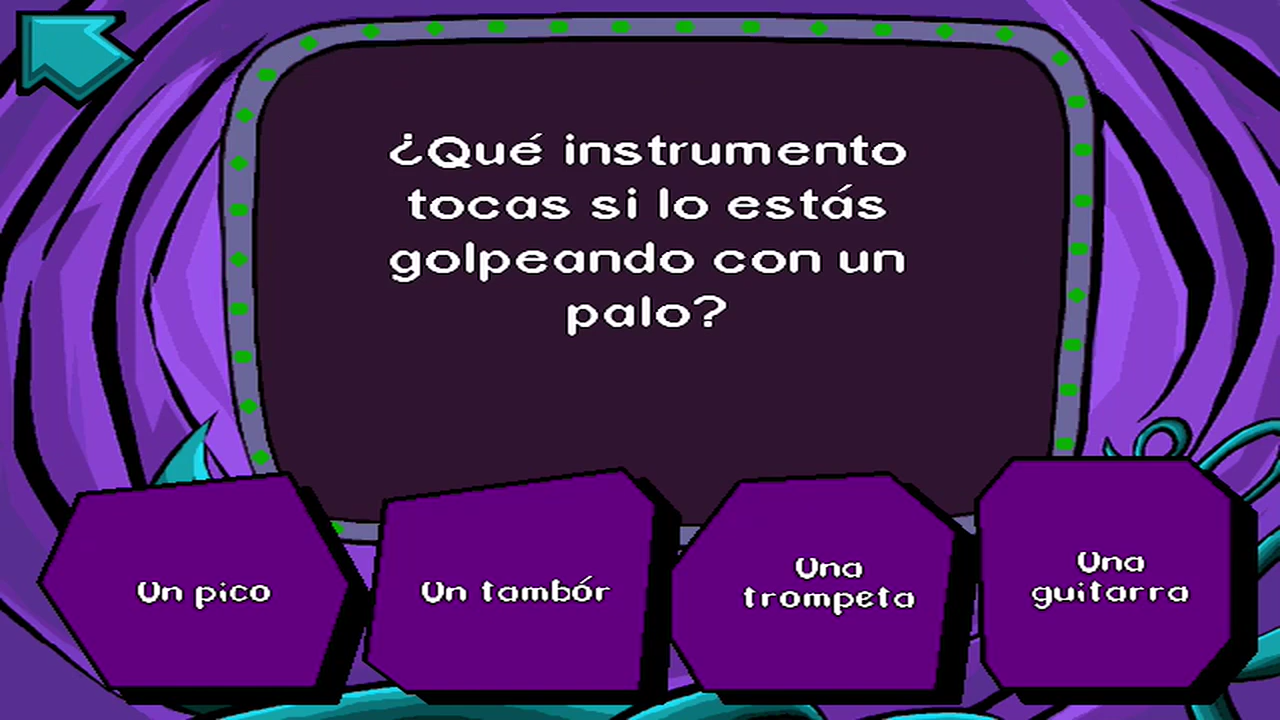 ¿Qué instrumento
tocas si lo estás
golpeando con un
palo?
Un pico
Un tambór
Una
trompeta
Una
guitarra